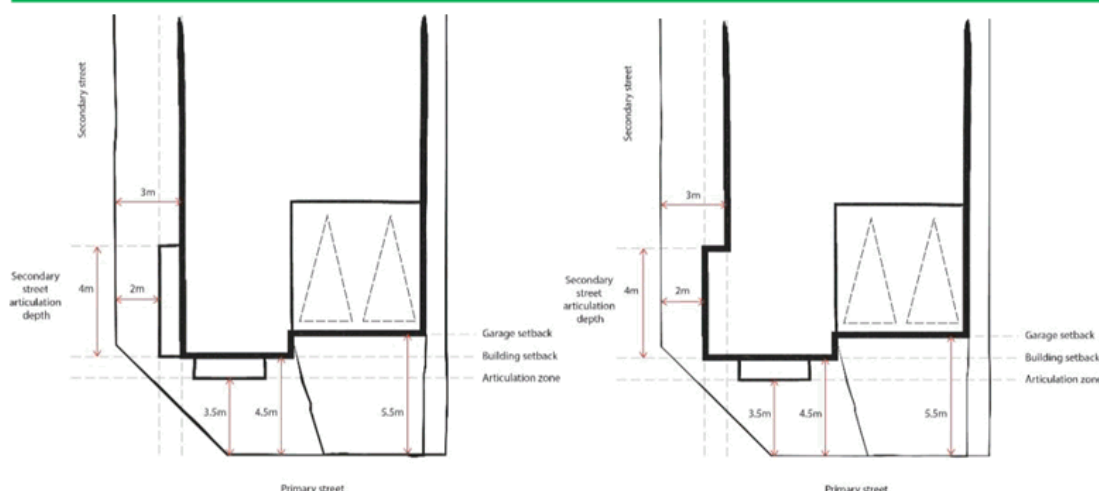 Secondary street
3m
Secondary
street
articulation
depth
4m
2m
Garage setback
Building setback
Articulation zone
3.5m
4.5m
5.5m
Primary street
Secondary street
3m
Secondary
street
articulation
depth
4m
2m
Garage setback
Building setback
Articulation zone
3.5m
4.5m
5.5m
Primary street